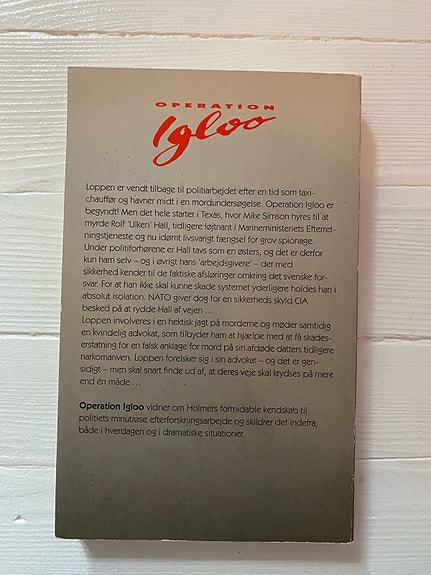 OPERATION
Igloo
Loppen er vendt tilbage til politiarbejdet efter en tid som taxi-
chauffør og havner midt i en mordundersøgelse. Operation Igloo er
begyndt! Men det hele starter i Texas, hvor Mike Simson hyres til at
myrde Rolf 'Ulken' Hall, tidligere løjtnant i Marineministeriets Efterret-
ningstjeneste og nu idømt livsvarigt fængsel for grov spionage.
Under politiforhørene er Hall tavs som en østers, og det er derfor
kun ham selv – og i øvrigt hans 'arbejdsgivere' – der med
sikkerhed kender til de faktiske afsløringer omkring det svenske for-
svar. For at han ikke skal kunne skade systemet yderligere holdes han i
absolut isolation. NATO giver dog for en sikkerheds skyld CIA
besked på at rydde Hall af vejen ...
Loppen involveres i en hektisk jagt på morderne og møder samtidig
en kvindelig advokat, som tilbyder ham at hjælpe med at få skades-
erstatning for en falsk anklage for mord på sin afdøde datters tidligere
narkomanven. Loppen forelsker sig i sin advokat – og det er gen-
sidigt – men skal snart finde ud af, at deres veje skal krydses på mere
end én måde ...
Operation Igloo vidner om Holmérs formidable kendskab til
politiets minutiøse efterforskningsarbejde og skildrer det indefra,
både i hverdagen og i dramatiske situationer.